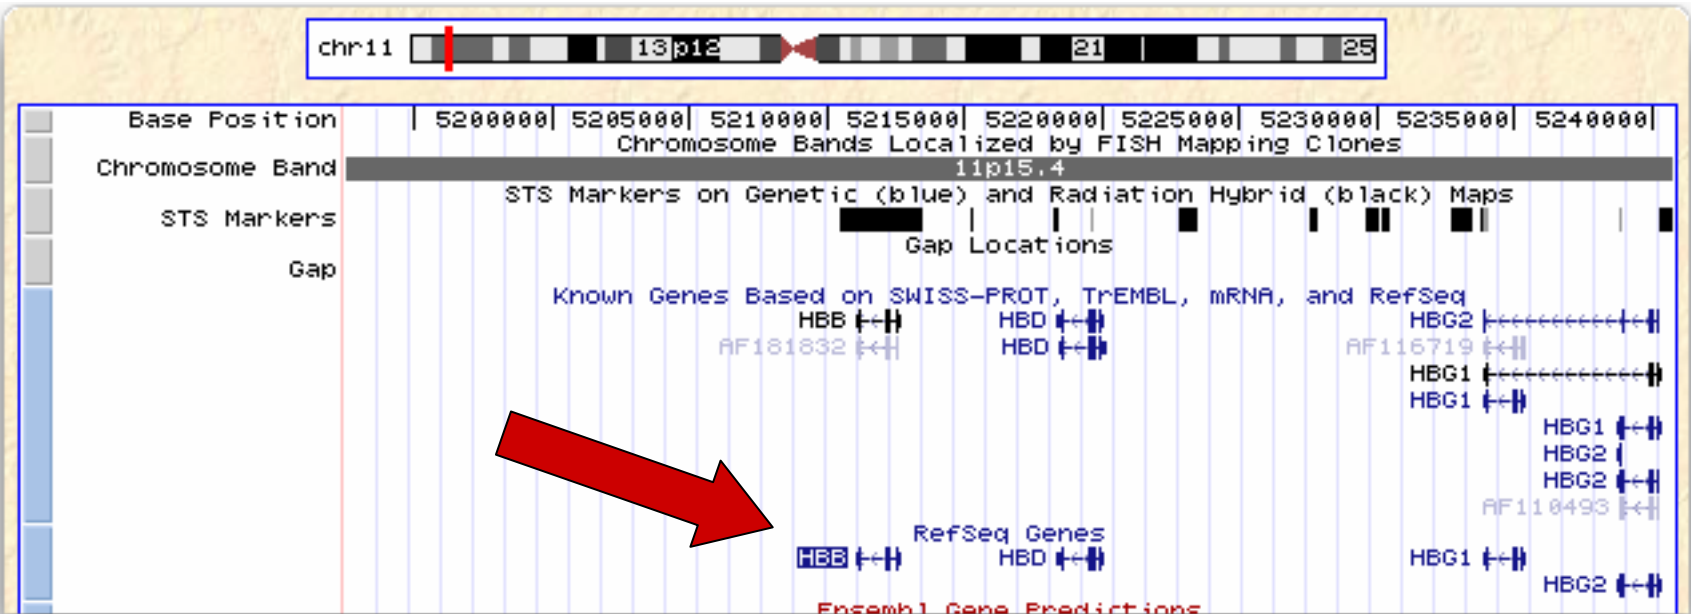 chr11 13 p12 21 25
Base Position | 5200000| 5205000| 5210000| 5215000| 5220000| 5225000| 5230000| 5235000| 5240000|
Chromosome Bands Localized by FISH Mapping Clones
Chromosome Band 11p15.4
STS Markers on Genetic (blue) and Radiation Hybrid (black) Maps
STS Markers
Gap Locations
Gap
Known Genes Based on SWISS-PROT, TrEMBL, mRNA, and RefSeq
HBB HBD HBG2
AF181832 HBD AF116719
HBG1
HBG1
HBG1
HBG2
HBG2
AF110493
RefSeq Genes
HBB HBD HBG1
HBG2
Ensembl Gene Predictions